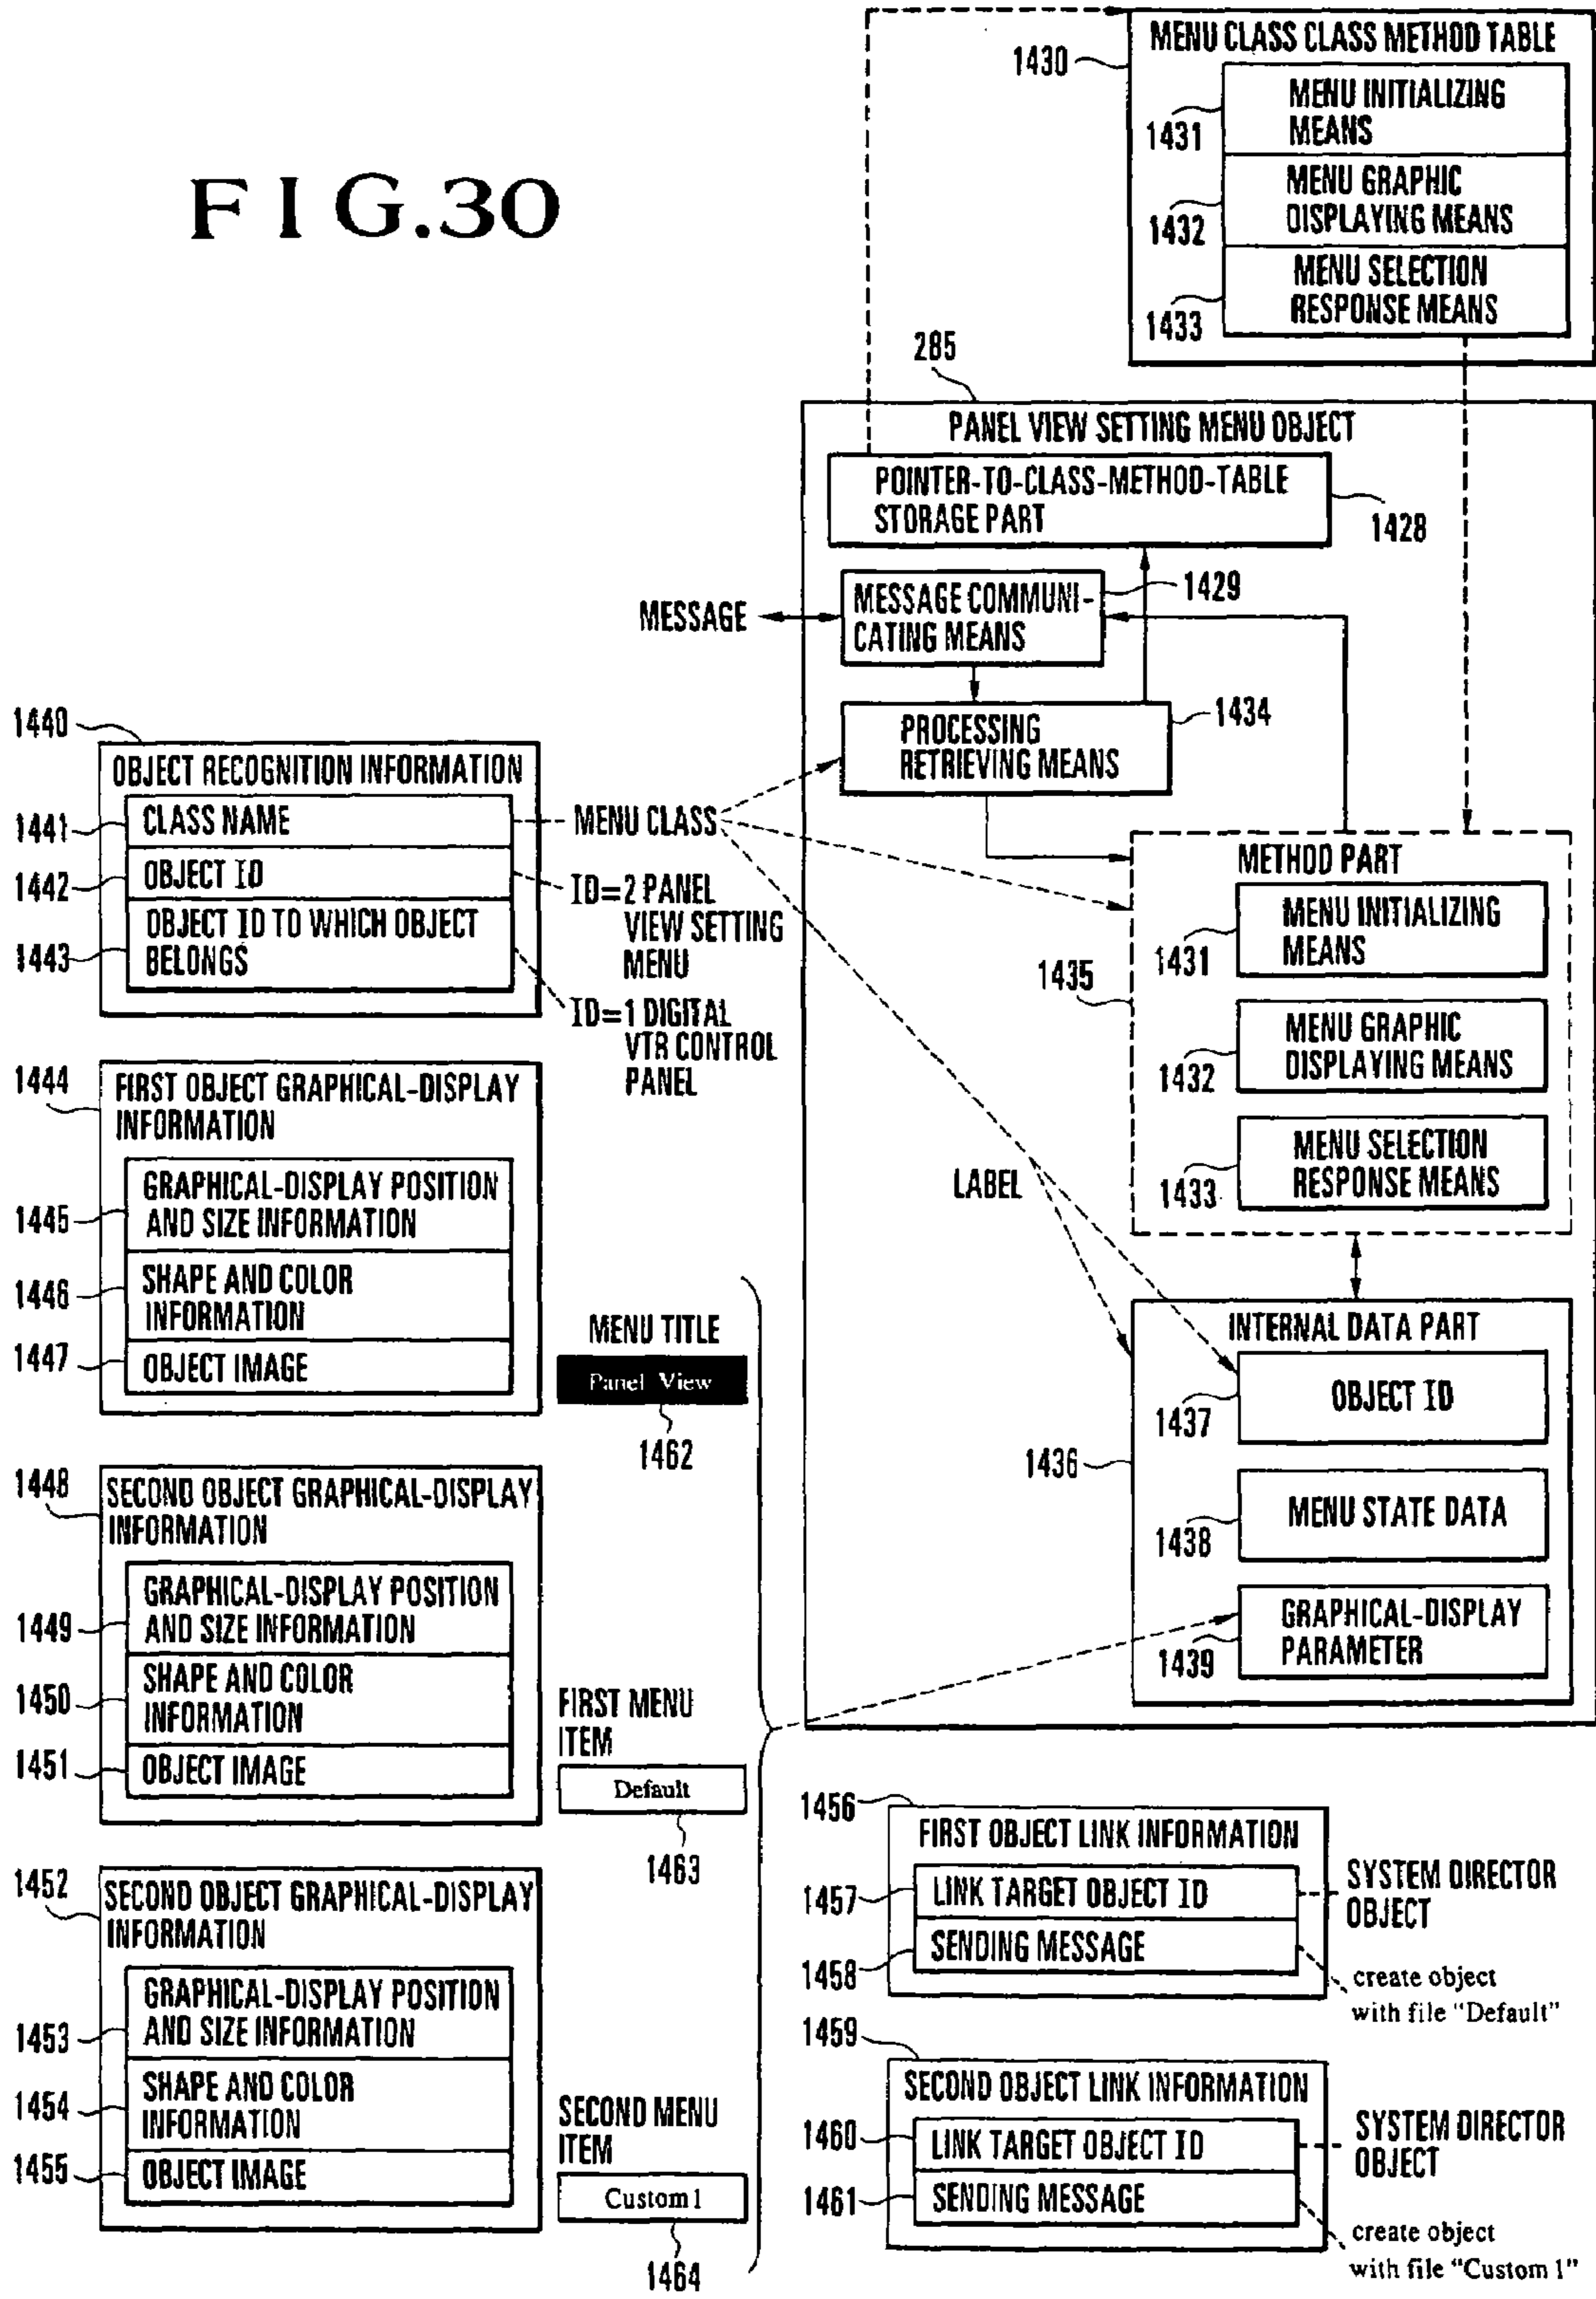 FIG.30
1430
MENU CLASS CLASS METHOD TABLE
1431
MENU INITIALIZING
MEANS
1432
MENU GRAPHIC
DISPLAYING MEANS
1433
MENU SELECTION
RESPONSE MEANS
285
PANEL VIEW SETTING MENU OBJECT
POINTER-TO-CLASS-METHOD-TABLE
STORAGE PART
1428
MESSAGE
MESSAGE COMMUNI-
CATING MEANS
1429
PROCESSING
RETRIEVING MEANS
1434
1435
METHOD PART
1431
MENU INITIALIZING
MEANS
1432
MENU GRAPHIC
DISPLAYING MEANS
1433
MENU SELECTION
RESPONSE MEANS
LABEL
1436
INTERNAL DATA PART
1437
OBJECT ID
1438
MENU STATE DATA
1439
GRAPHICAL-DISPLAY
PARAMETER
1440
OBJECT RECOGNITION INFORMATION
1441
CLASS NAME
MENU CLASS
1442
OBJECT ID
ID=2 PANEL
VIEW SETTING
MENU
1443
OBJECT ID TO WHICH OBJECT
BELONGS
ID=1 DIGITAL
VTR CONTROL
PANEL
1444
FIRST OBJECT GRAPHICAL-DISPLAY
INFORMATION
1445
GRAPHICAL-DISPLAY POSITION
AND SIZE INFORMATION
1446
SHAPE AND COLOR
INFORMATION
1447
OBJECT IMAGE
MENU TITLE
Panel View
1462
1448
SECOND OBJECT GRAPHICAL-DISPLAY
INFORMATION
1449
GRAPHICAL-DISPLAY POSITION
AND SIZE INFORMATION
1450
SHAPE AND COLOR
INFORMATION
1451
OBJECT IMAGE
FIRST MENU
ITEM
Default
1463
1452
SECOND OBJECT GRAPHICAL-DISPLAY
INFORMATION
1453
GRAPHICAL-DISPLAY POSITION
AND SIZE INFORMATION
1454
SHAPE AND COLOR
INFORMATION
1455
OBJECT IMAGE
SECOND MENU
ITEM
Custom1
1464
1456
FIRST OBJECT LINK INFORMATION
1457
LINK TARGET OBJECT ID
SYSTEM DIRECTOR
OBJECT
1458
SENDING MESSAGE
create object
with file "Default"
1459
SECOND OBJECT LINK INFORMATION
1460
LINK TARGET OBJECT ID
SYSTEM DIRECTOR
OBJECT
1461
SENDING MESSAGE
create object
with file "Custom1"